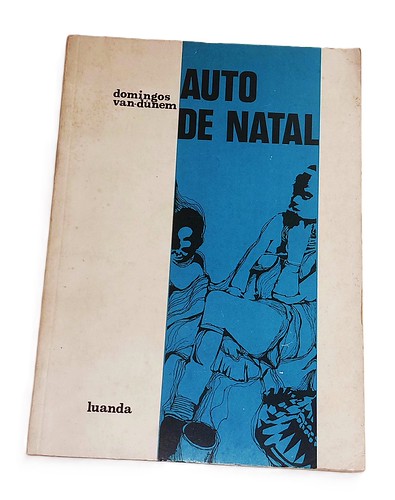 domingos
van-dúnem
AUTO
DE NATAL
luanda